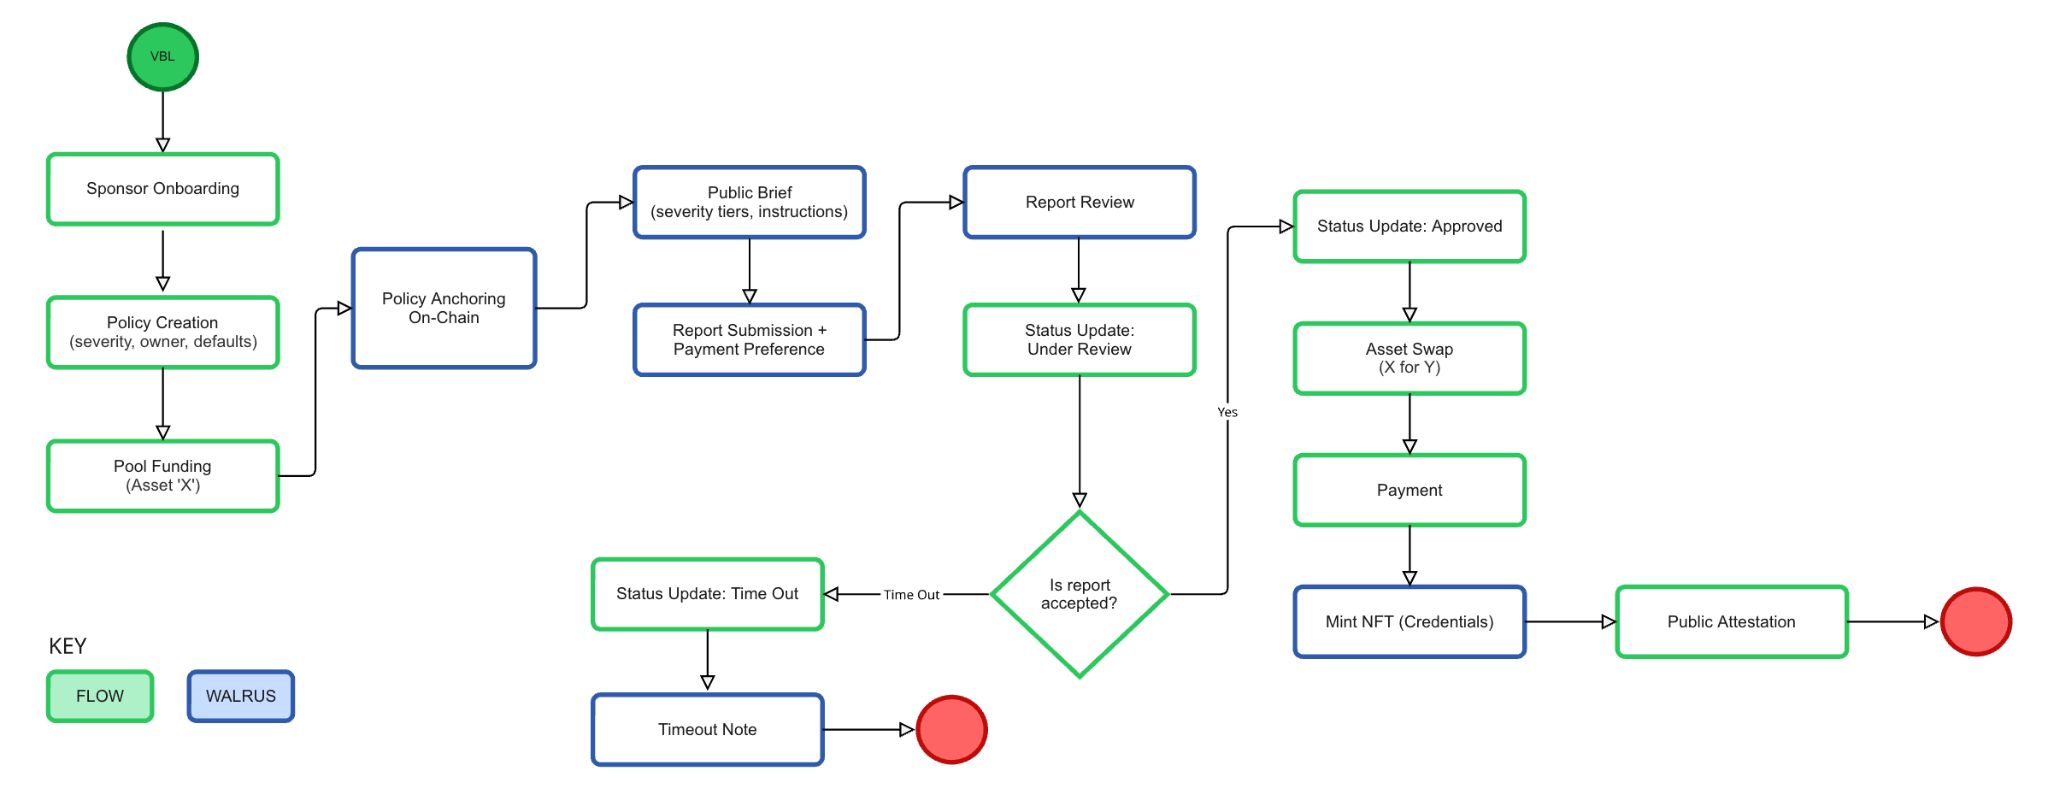 VBL
Sponsor Onboarding
Policy Creation
(severity, owner, defaults)
Pool Funding
(Asset 'X')
Policy Anchoring
On-Chain
Public Brief
(severity tiers, instructions)
Report Submission +
Payment Preference
Report Review
Status Update:
Under Review
Is report
accepted?
Time Out
Status Update: Time Out
Timeout Note
Yes
Status Update: Approved
Asset Swap
(X for Y)
Payment
Mint NFT (Credentials)
Public Attestation
KEY
FLOW
WALRUS